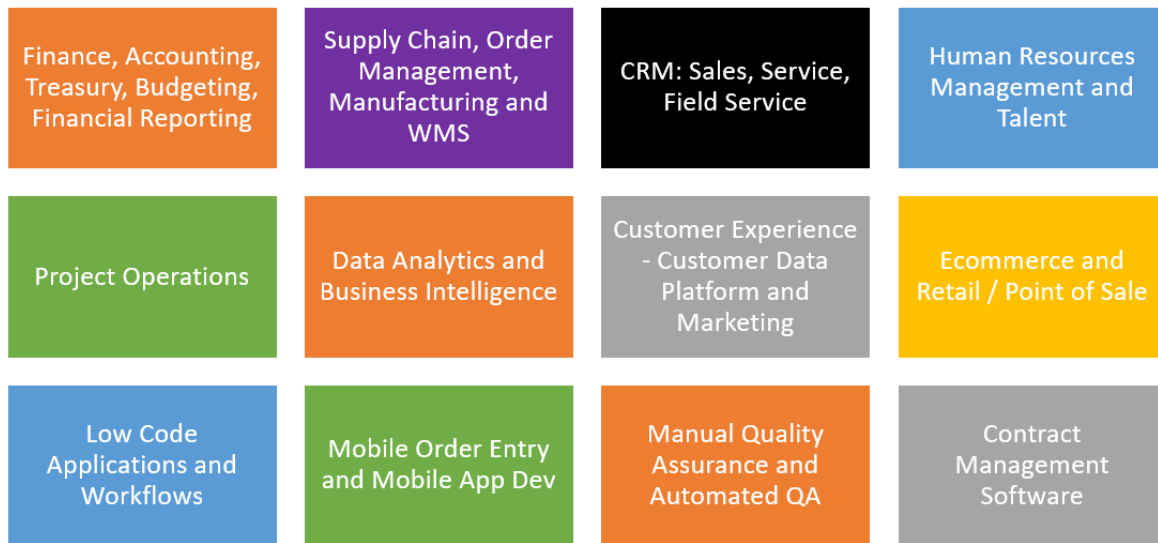 Finance, Accounting,
Treasury, Budgeting,
Financial Reporting
Supply Chain, Order
Management,
Manufacturing and
WMS
CRM: Sales, Service,
Field Service
Human Resources
Management and
Talent
Project Operations
Data Analytics and
Business Intelligence
Customer Experience
- Customer Data
Platform and
Marketing
Ecommerce and
Retail / Point of Sale
Low Code
Applications and
Workflows
Mobile Order Entry
and Mobile App Dev
Manual Quality
Assurance and
Automated QA
Contract
Management
Software